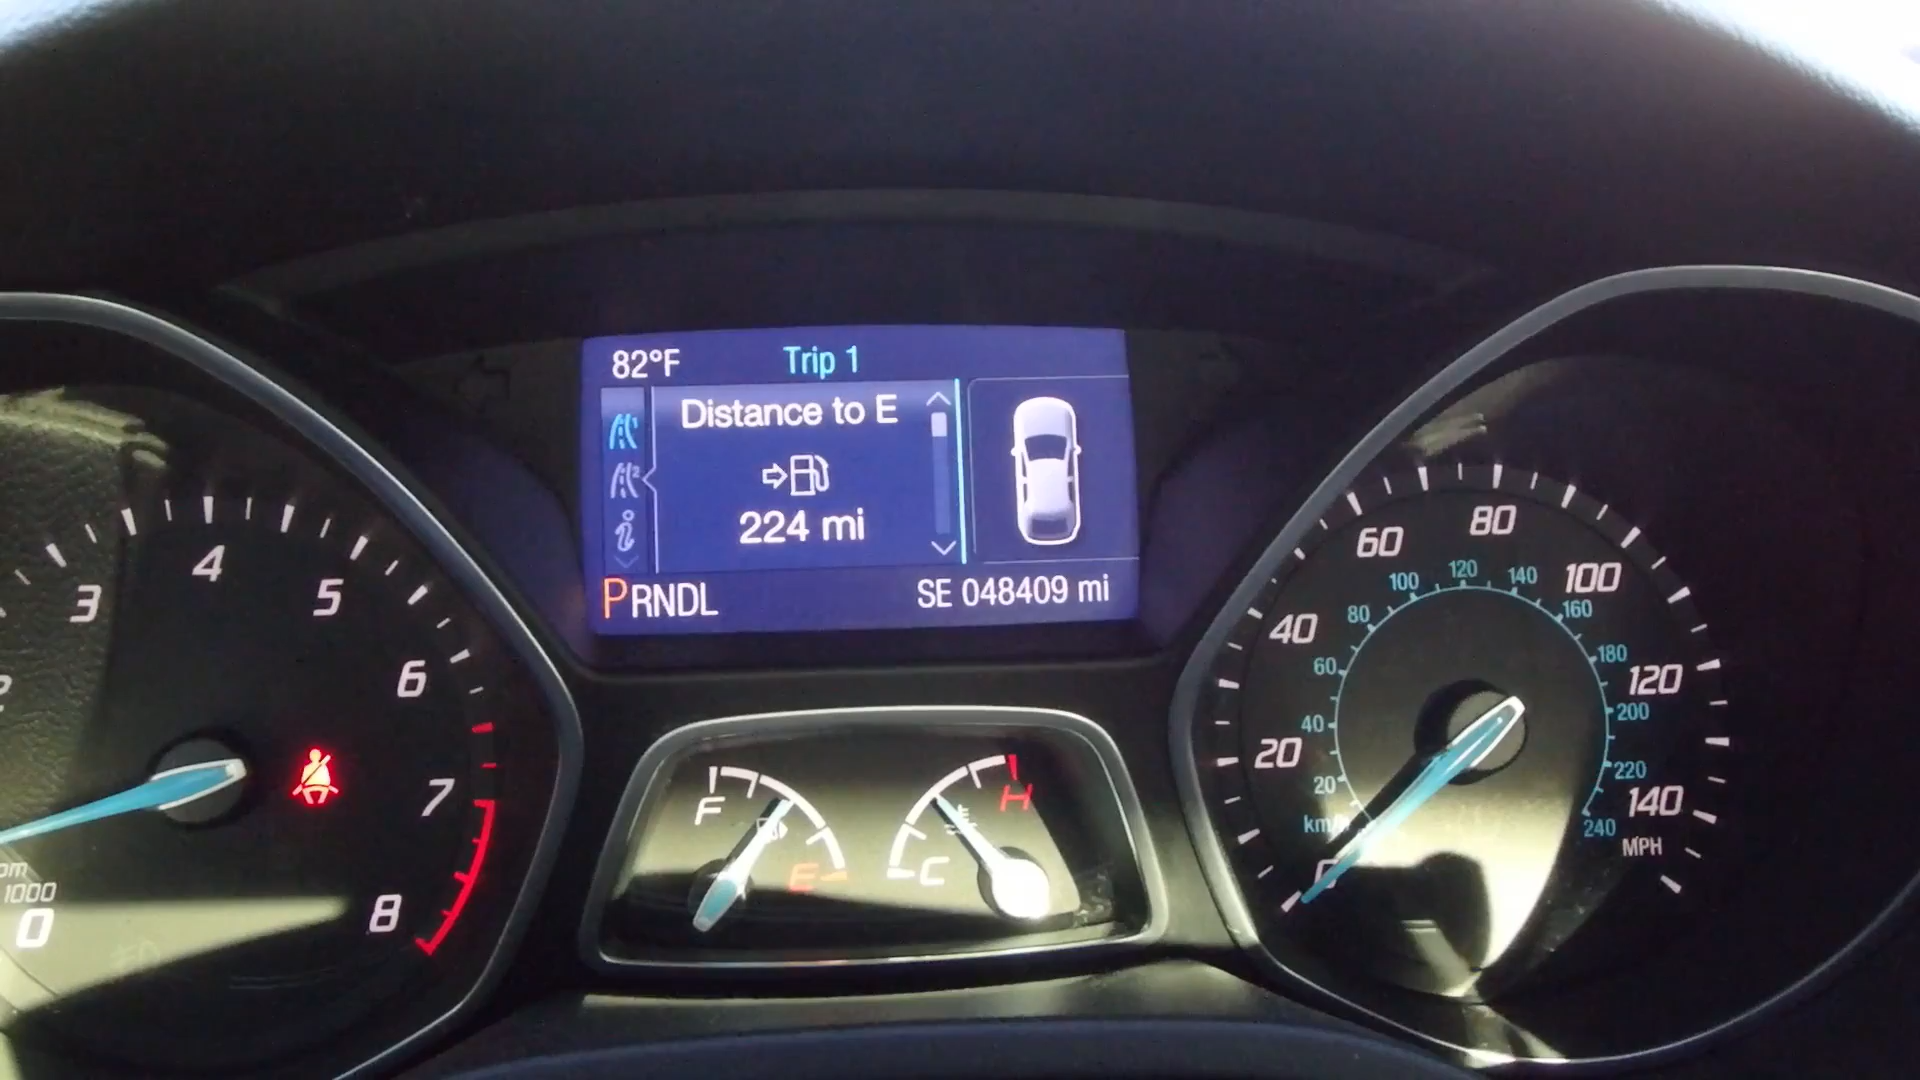 82°F Trip 1
Distance to E
224 mi
PRNDL SE 048409 mi
3 4 5 6 7 8
1000
0
F E
C H
20 40 60 80 100 120 140
20 40 60 80 100 120 140 160 180 200 220 240
km/h
MPH